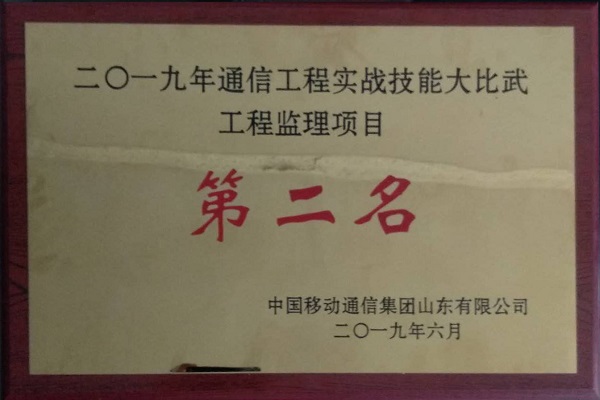 二〇一九年通信工程实战技能大比武
工程监理项目
第二名
中国移动通信集团山东有限公司
二〇一九年六月